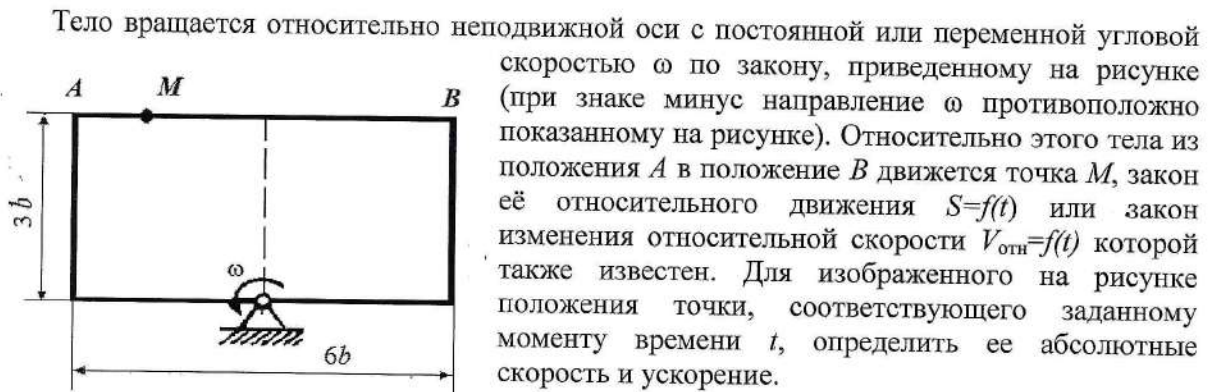 Тело вращается относительно неподвижной оси с постоянной или переменной угловой
скоростью ω по закону, приведенному на рисунке
(при знаке минус направление ω противоположно
показанному на рисунке). Относительно этого тела из
положения A в положение B движется точка M, закон
её относительного движения S=f(t) или закон
изменения относительной скорости Vотн=f(t) которой
также известен. Для изображенного на рисунке
положения точки, соответствующего заданному
моменту времени t, определить ее абсолютные
скорость и ускорение.
A M B
3b
ω
6b